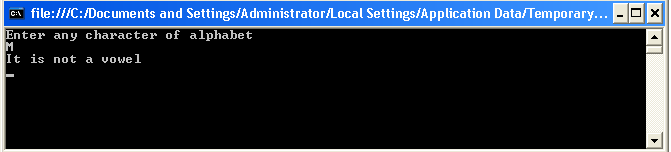 file:///C:/Documents and Settings/Administrator/Local Settings/Application Data/Temporary...
Enter any character of alphabet
M
It is not a vowel